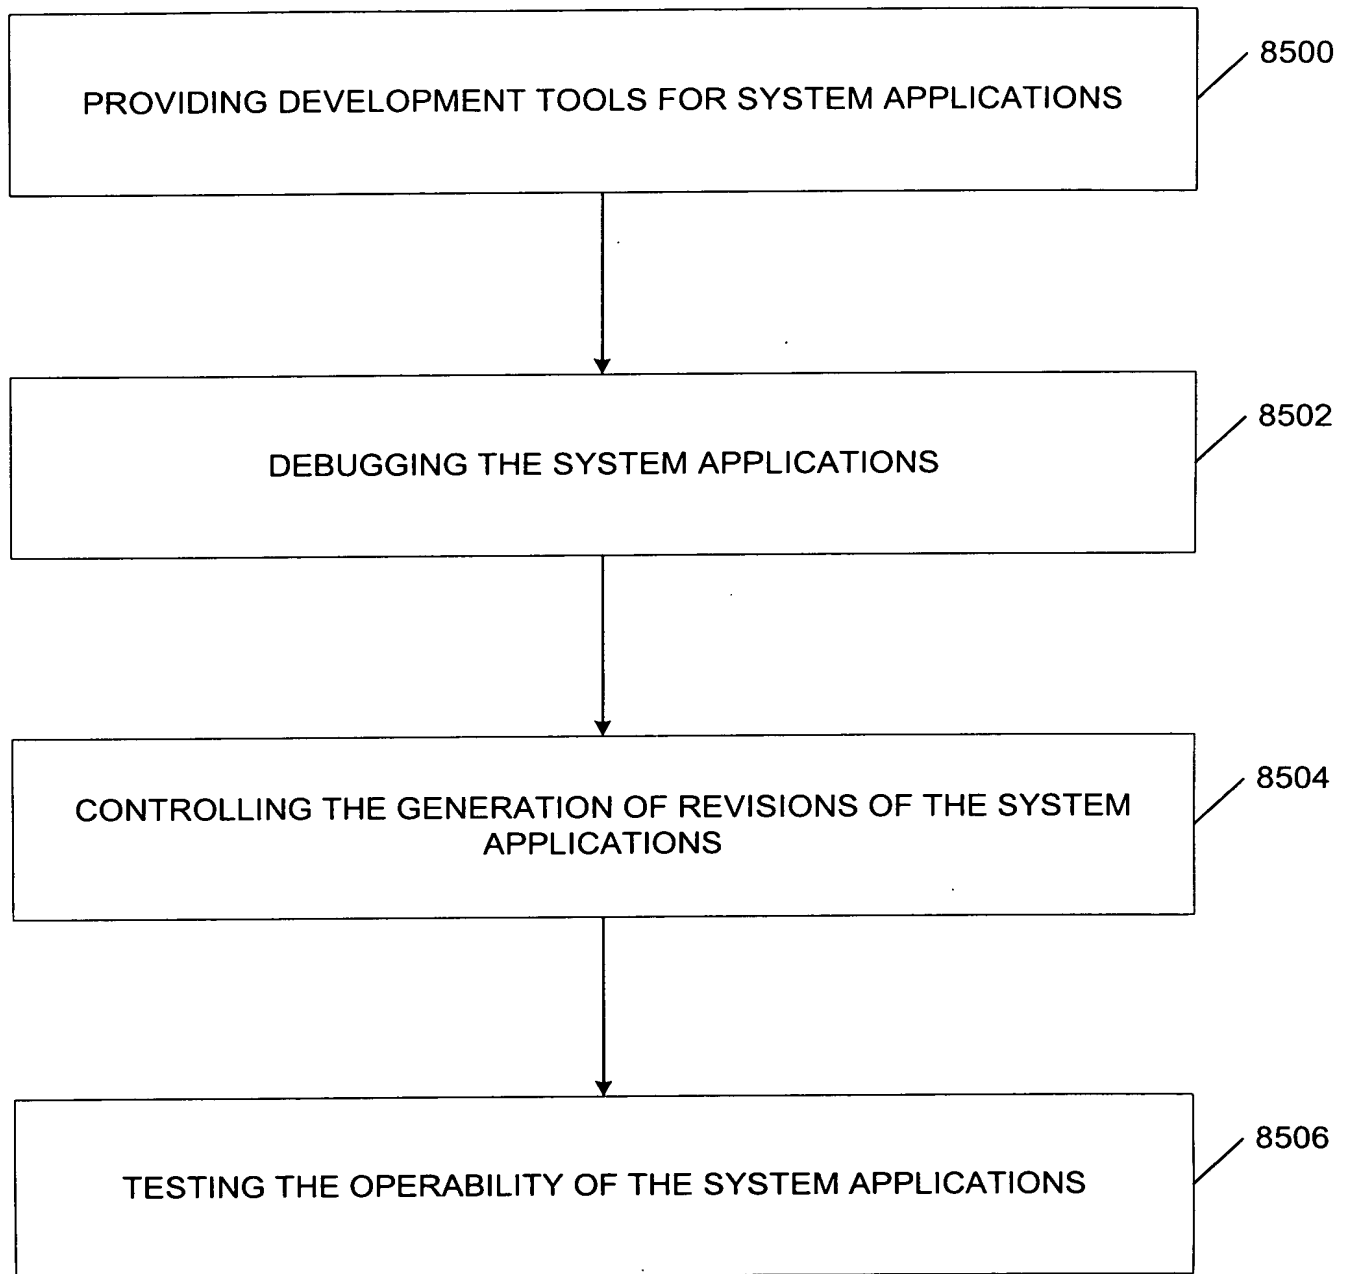 PROVIDING DEVELOPMENT TOOLS FOR SYSTEM APPLICATIONS
8500
DEBUGGING THE SYSTEM APPLICATIONS
8502
CONTROLLING THE GENERATION OF REVISIONS OF THE SYSTEM
APPLICATIONS
8504
TESTING THE OPERABILITY OF THE SYSTEM APPLICATIONS
8506